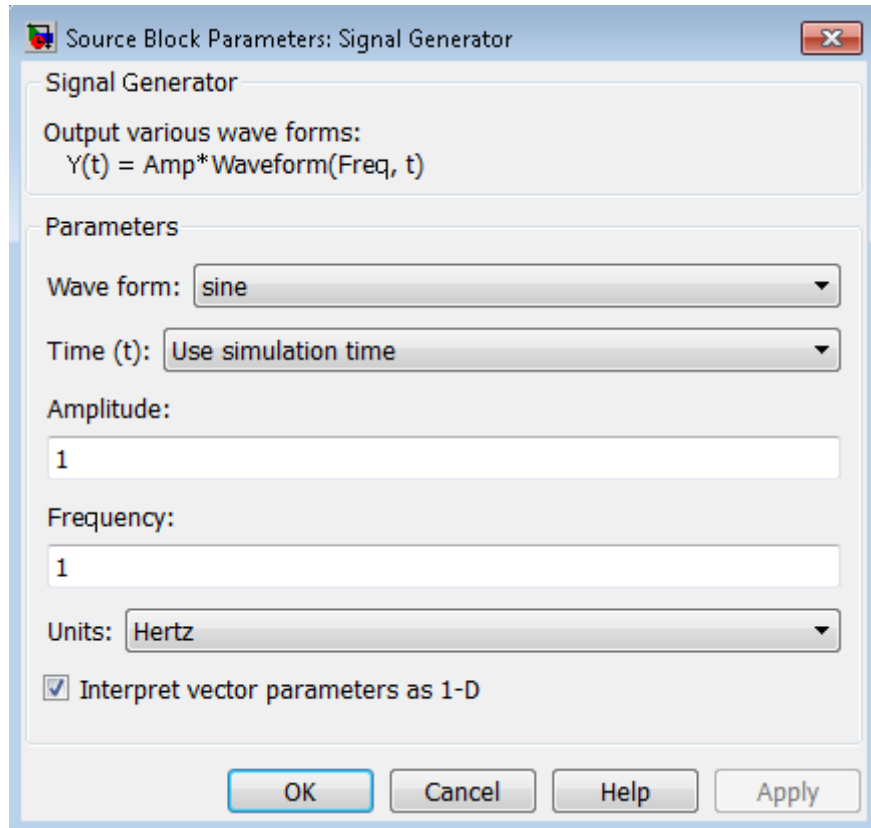 Source Block Parameters: Signal Generator
Signal Generator
Output various wave forms:
Y(t) = Amp*Waveform(Freq, t)
Parameters
Wave form: sine
Time (t): Use simulation time
Amplitude:
1
Frequency:
1
Units: Hertz
Interpret vector parameters as 1-D
OK Cancel Help Apply